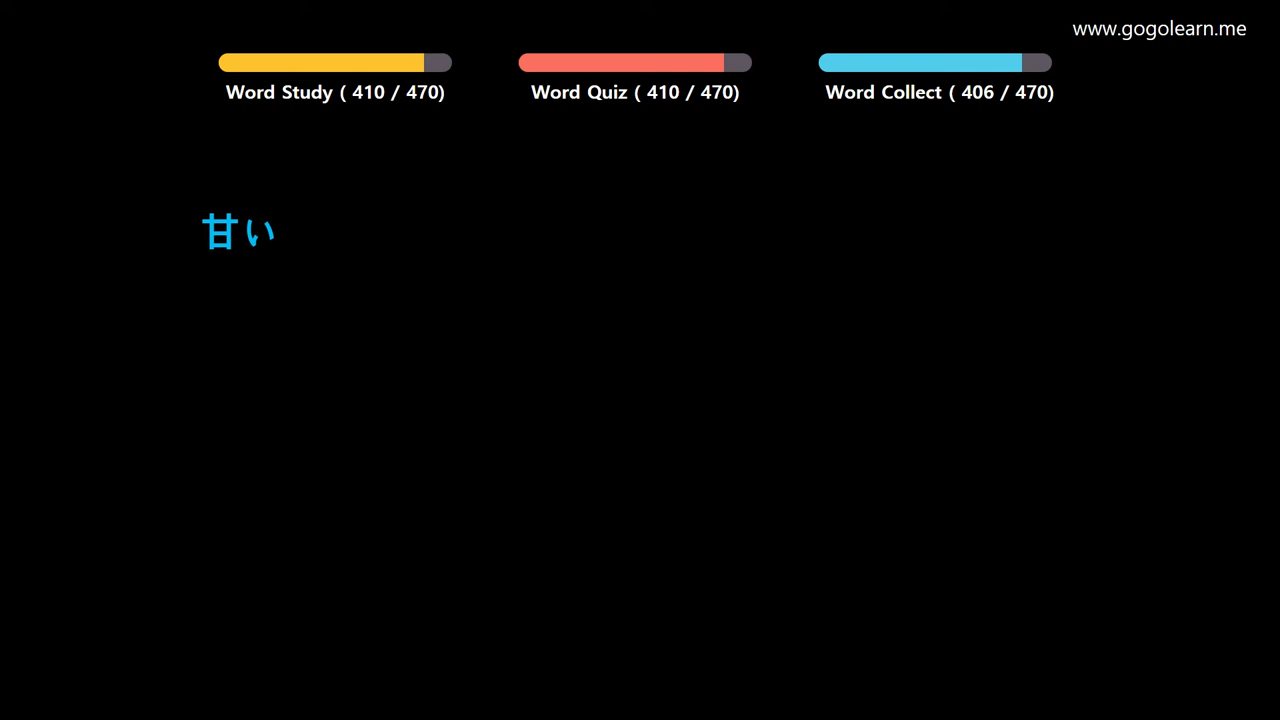 www.gogolearn.me
Word Study ( 410 / 470)
Word Quiz ( 410 / 470)
Word Collect ( 406 / 470)
甘い